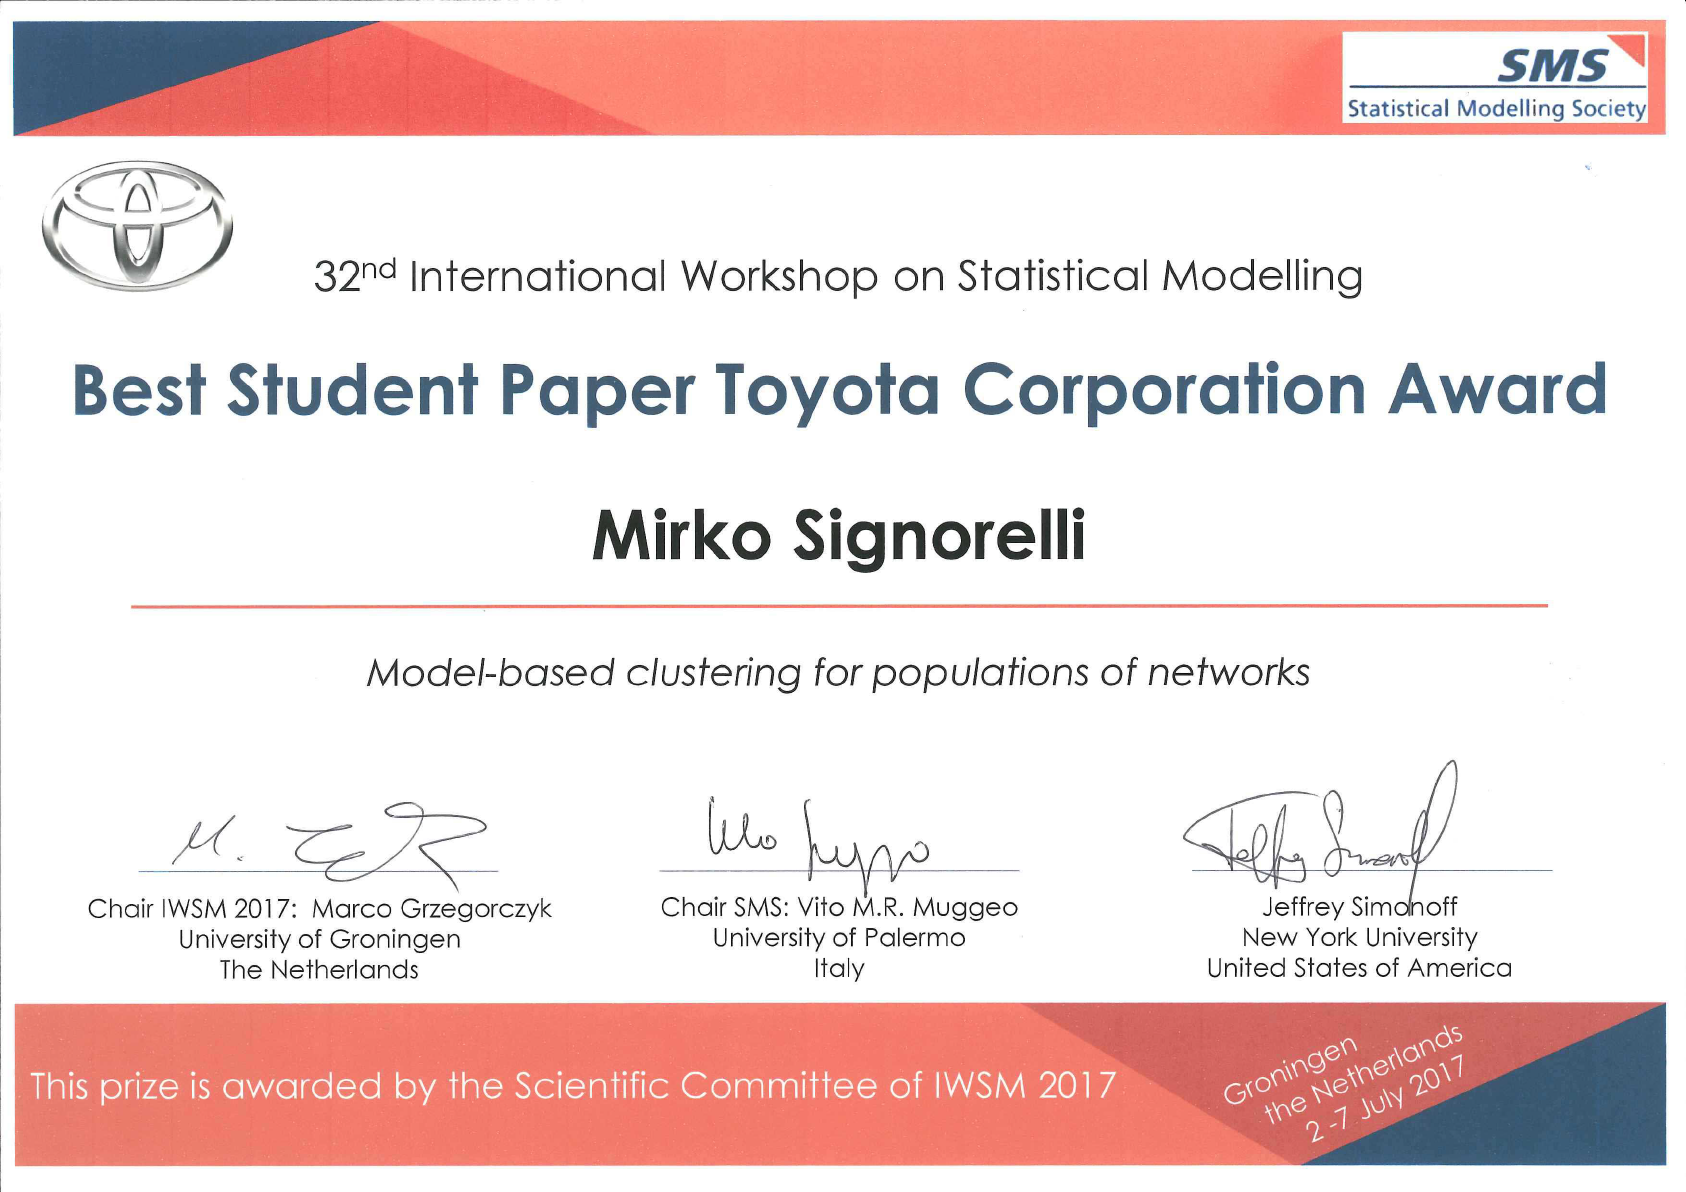 SMS
Statistical Modelling Society
32nd International Workshop on Statistical Modelling
Best Student Paper Toyota Corporation Award
Mirko Signorelli
Model-based clustering for populations of networks
Chair IWSM 2017: Marco Grzegorczyk
University of Groningen
The Netherlands
Chair SMS: Vito M.R. Muggeo
University of Palermo
Italy
Jeffrey Simonoff
New York University
United States of America
This prize is awarded by the Scientific Committee of IWSM 2017
Groningen
the Netherlands
2 -7 July 2017